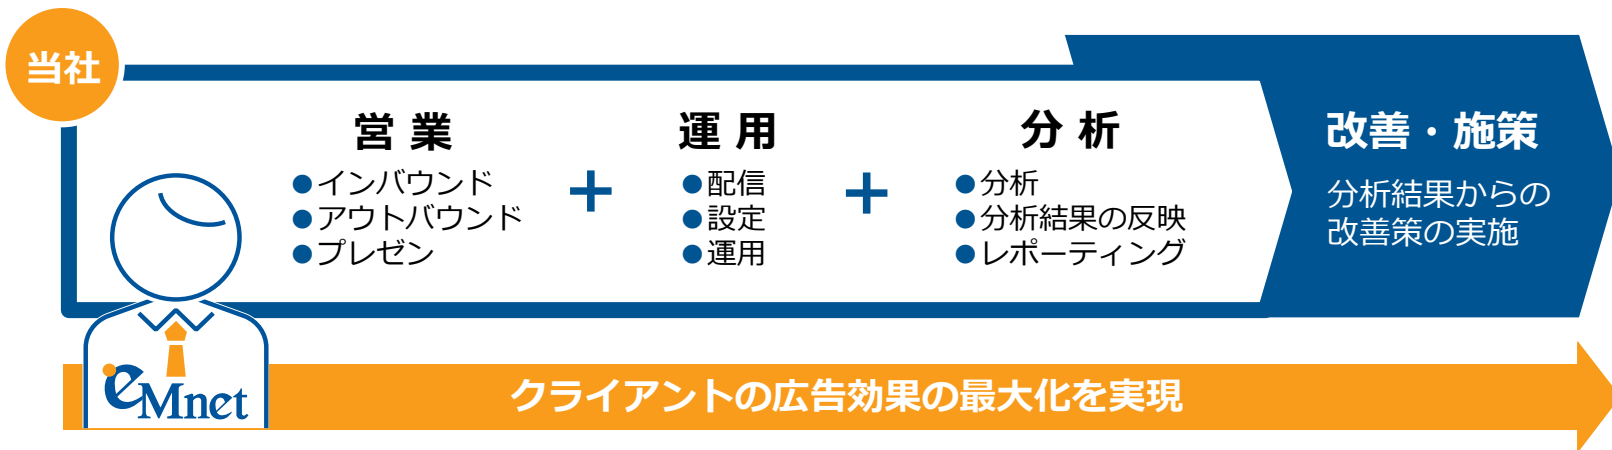 当社
営業
●インバウンド
●アウトバウンド
●プレゼン
+
運用
●配信
●設定
●運用
+
分析
●分析
●分析結果の反映
●レポーティング
改善・施策
分析結果からの
改善策の実施
eMnet
クライアントの広告効果の最大化を実現